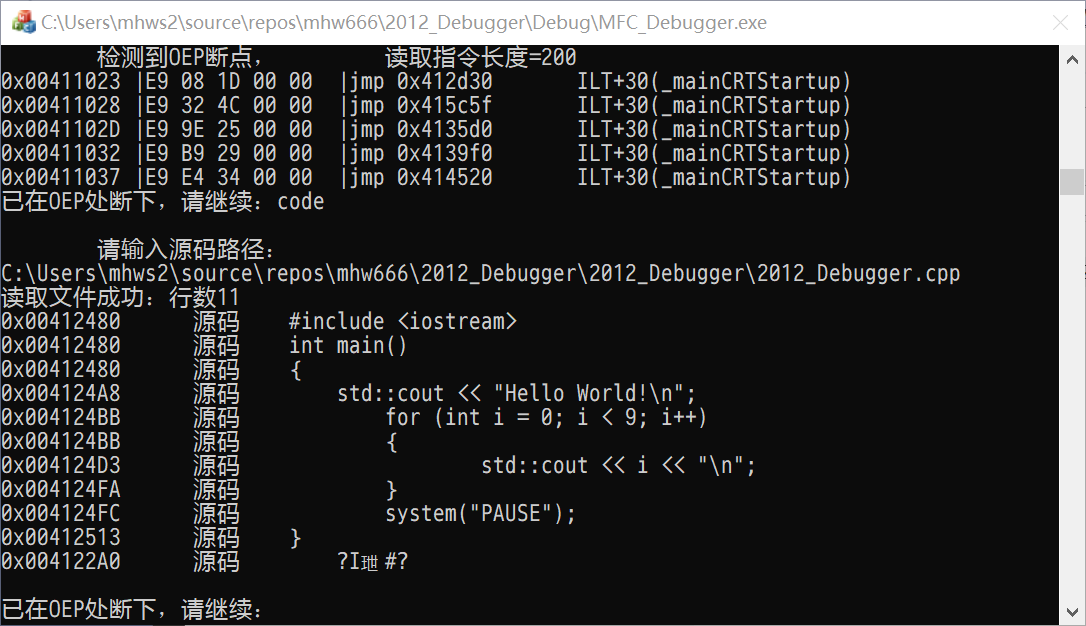 C:\Users\mhws2\source\repos\mhw666\2012_Debugger\Debug\MFC_Debugger.exe
检测到OEP断点， 读取指令长度=200
0x00411023 |E9 08 1D 00 00 |jmp 0x412d30 ILT+30(_mainCRTStartup)
0x00411028 |E9 32 4C 00 00 |jmp 0x415c5f ILT+30(_mainCRTStartup)
0x0041102D |E9 9E 25 00 00 |jmp 0x4135d0 ILT+30(_mainCRTStartup)
0x00411032 |E9 B9 29 00 00 |jmp 0x4139f0 ILT+30(_mainCRTStartup)
0x00411037 |E9 E4 34 00 00 |jmp 0x414520 ILT+30(_mainCRTStartup)
已在OEP处断下，请继续：code
请输入源码路径：
C:\Users\mhws2\source\repos\mhw666\2012_Debugger\2012_Debugger\2012_Debugger.cpp
读取文件成功：行数11
0x00412480 源码 #include <iostream>
0x00412480 源码 int main()
0x00412480 源码 {
0x004124A8 源码 std::cout << "Hello World!\n";
0x004124BB 源码 for (int i = 0; i < 9; i++)
0x004124BB 源码 {
0x004124D3 源码 std::cout << i << "\n";
0x004124FA 源码 }
0x004124FC 源码 system("PAUSE");
0x00412513 源码 }
0x004122A0 源码 ?I玴 #?
已在OEP处断下，请继续：